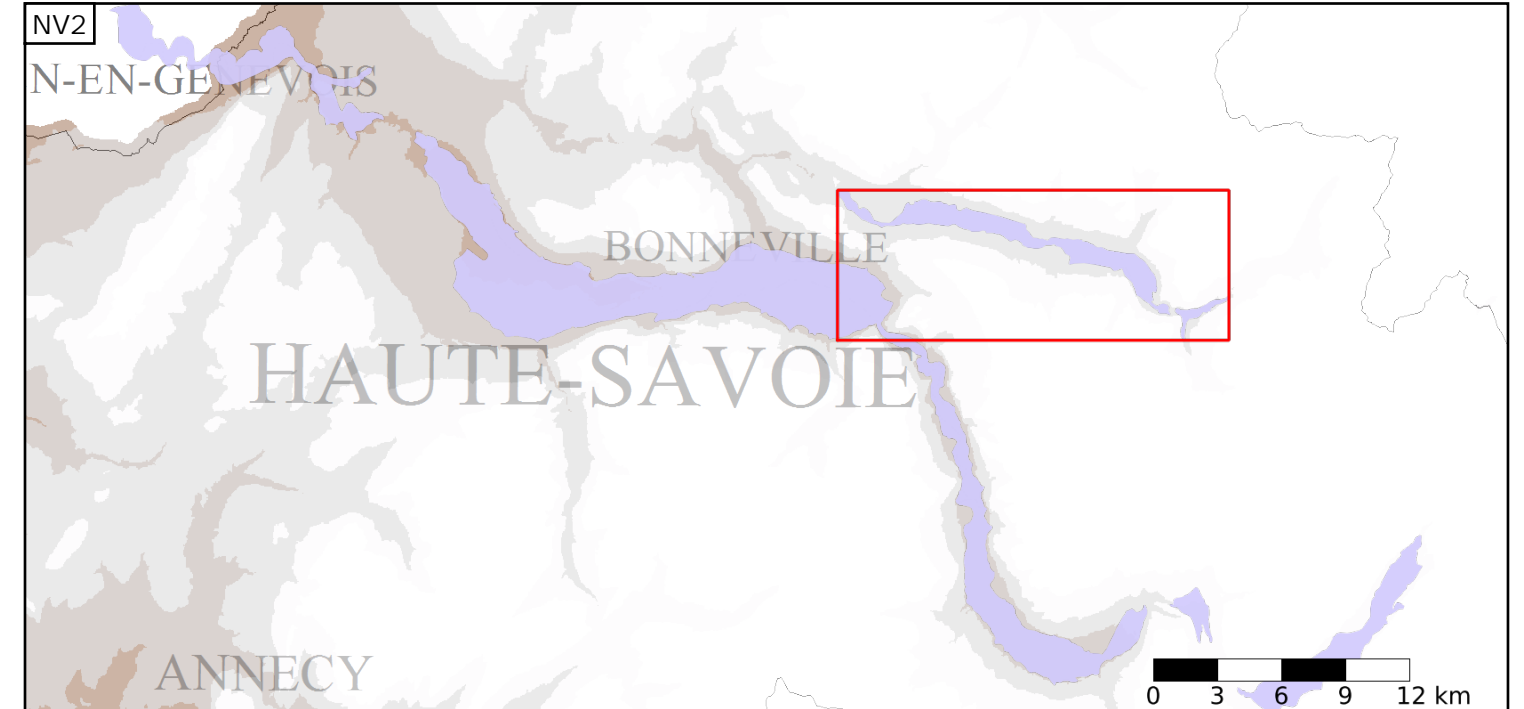 NV2
N-EN-GENEVOIS
BONNEVILLE
HAUTE-SAVOIE
ANNECY
0 3 6 9 12 km